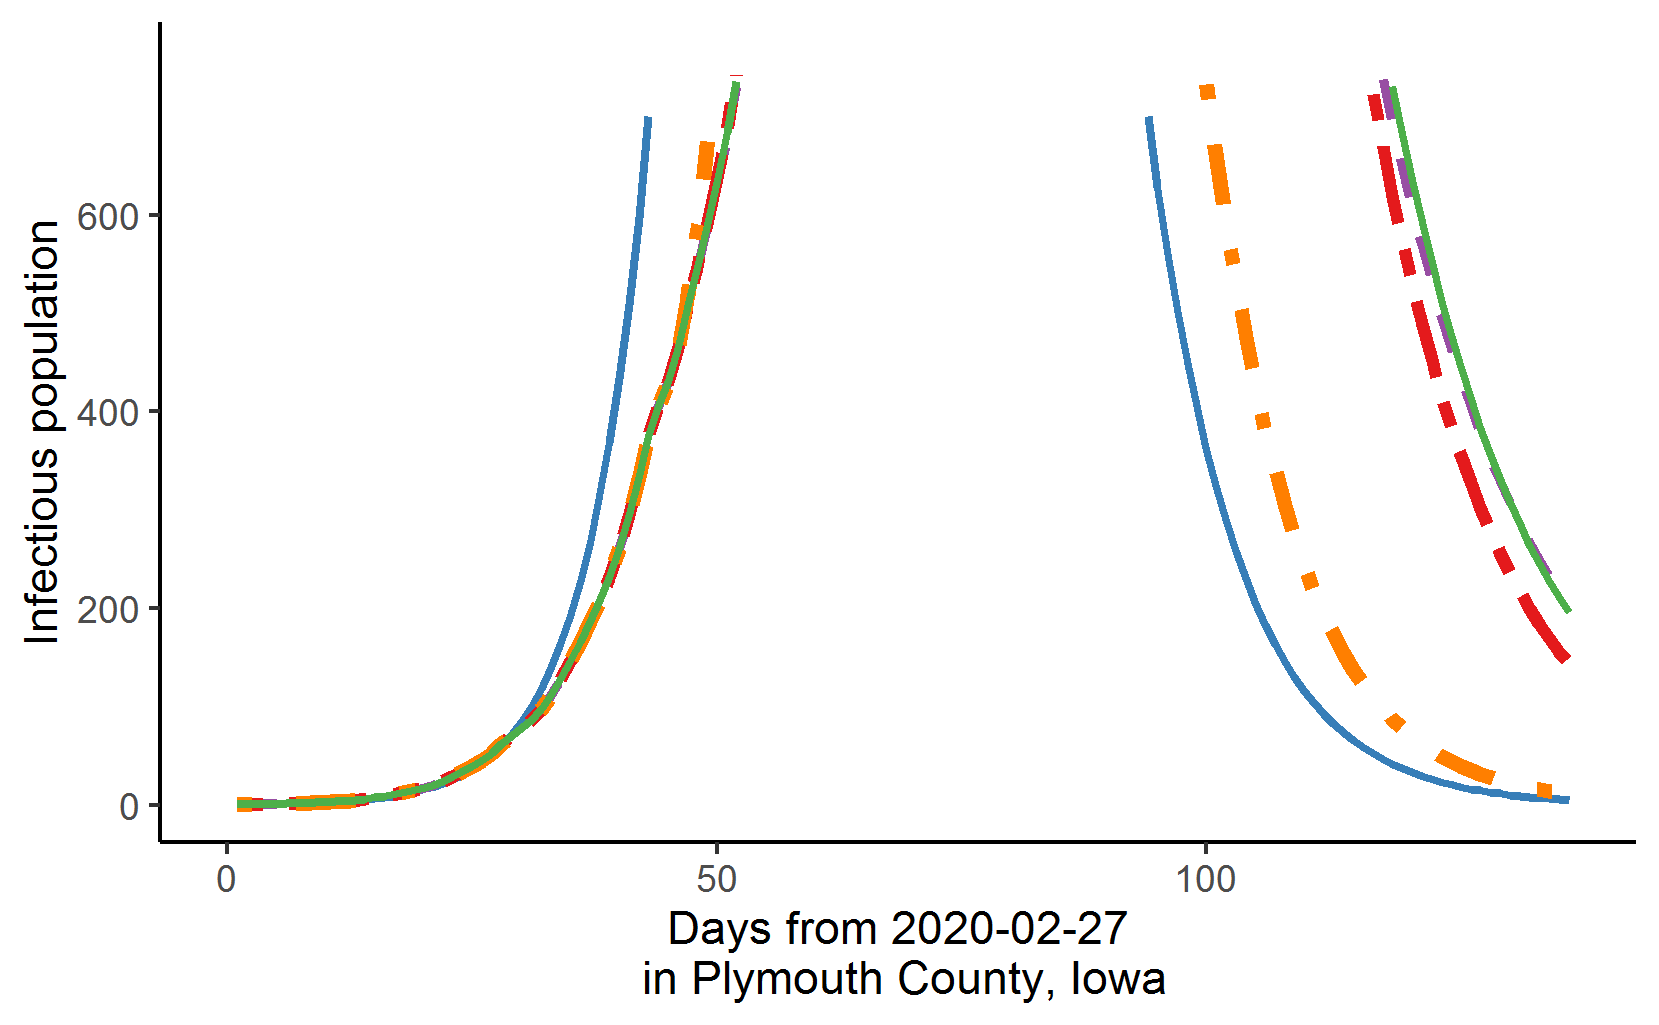 Infectious population
600
400
200
0
0 50 100
Days from 2020-02-27
in Plymouth County, Iowa